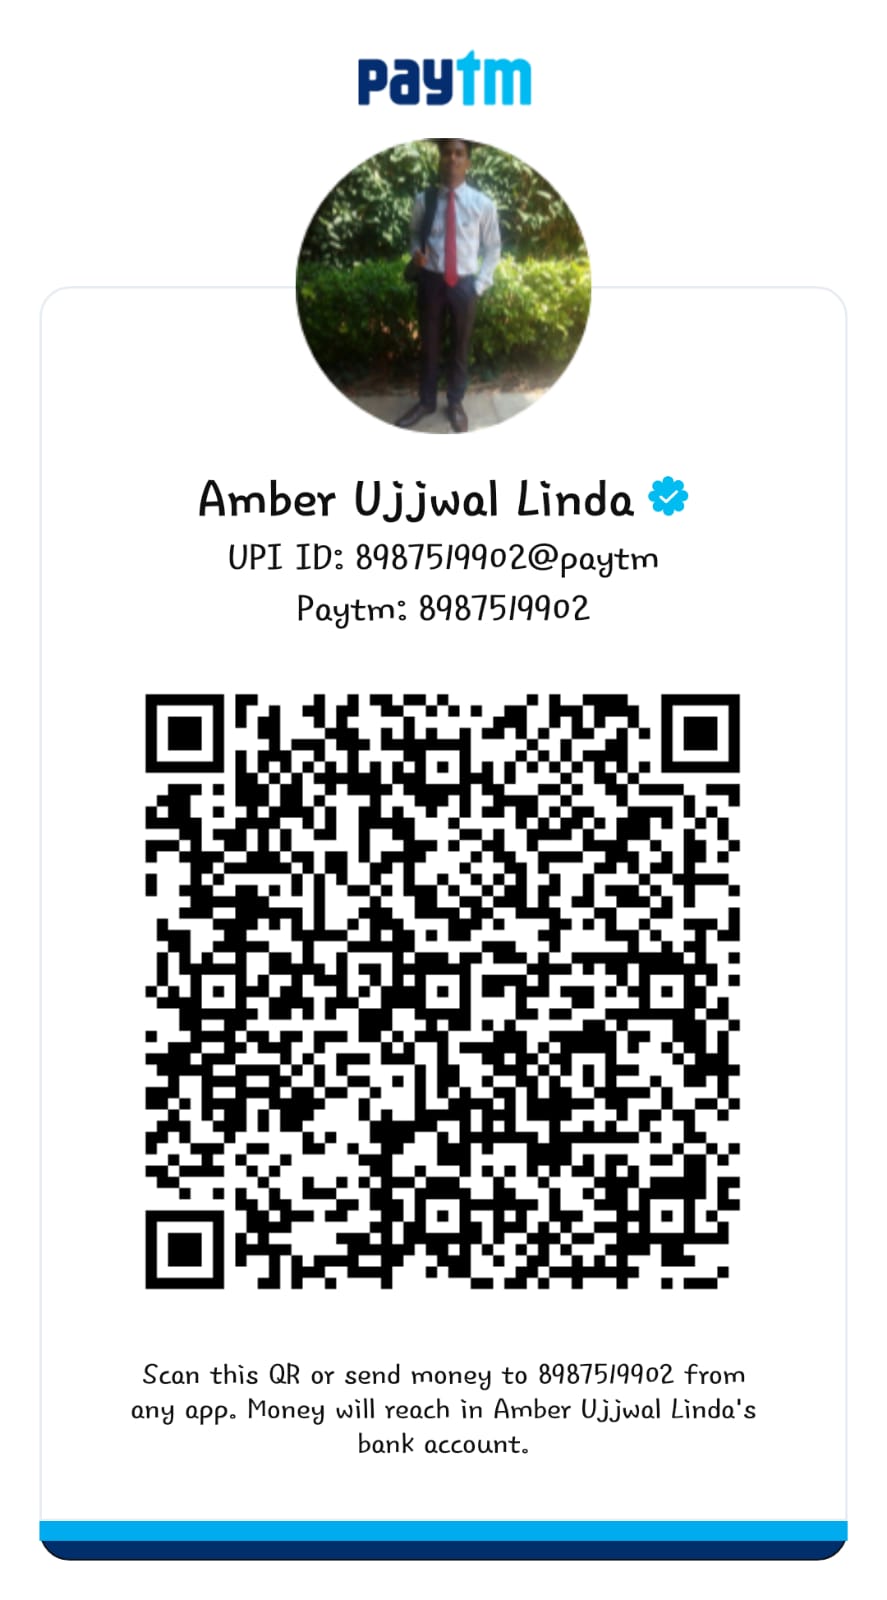 paytm
Amber Ujjwal Linda
UPI ID: 8987519902@paytm
Paytm: 8987519902
Scan this QR or send money to 8987519902 from
any app. Money will reach in Amber Ujjwal Linda's
bank account.